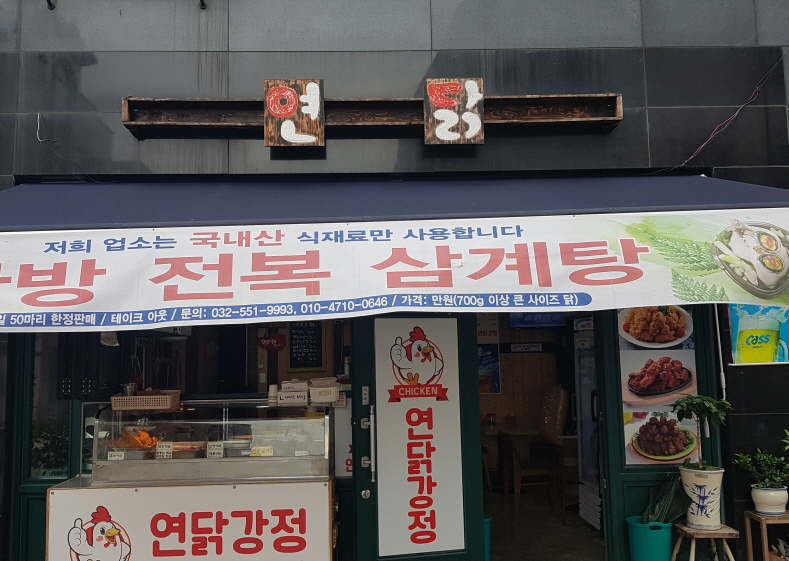 연 닭
저희 업소는 국내산 식재료만 사용합니다
방 전복 삼계탕
일 50마리 한정판매 / 테이크 아웃 / 문의: 032-551-9993, 010-4710-0646 / 가격: 만원(700g 이상 큰 사이즈 닭)
Cass
CHICKEN
연닭강정
연닭강정